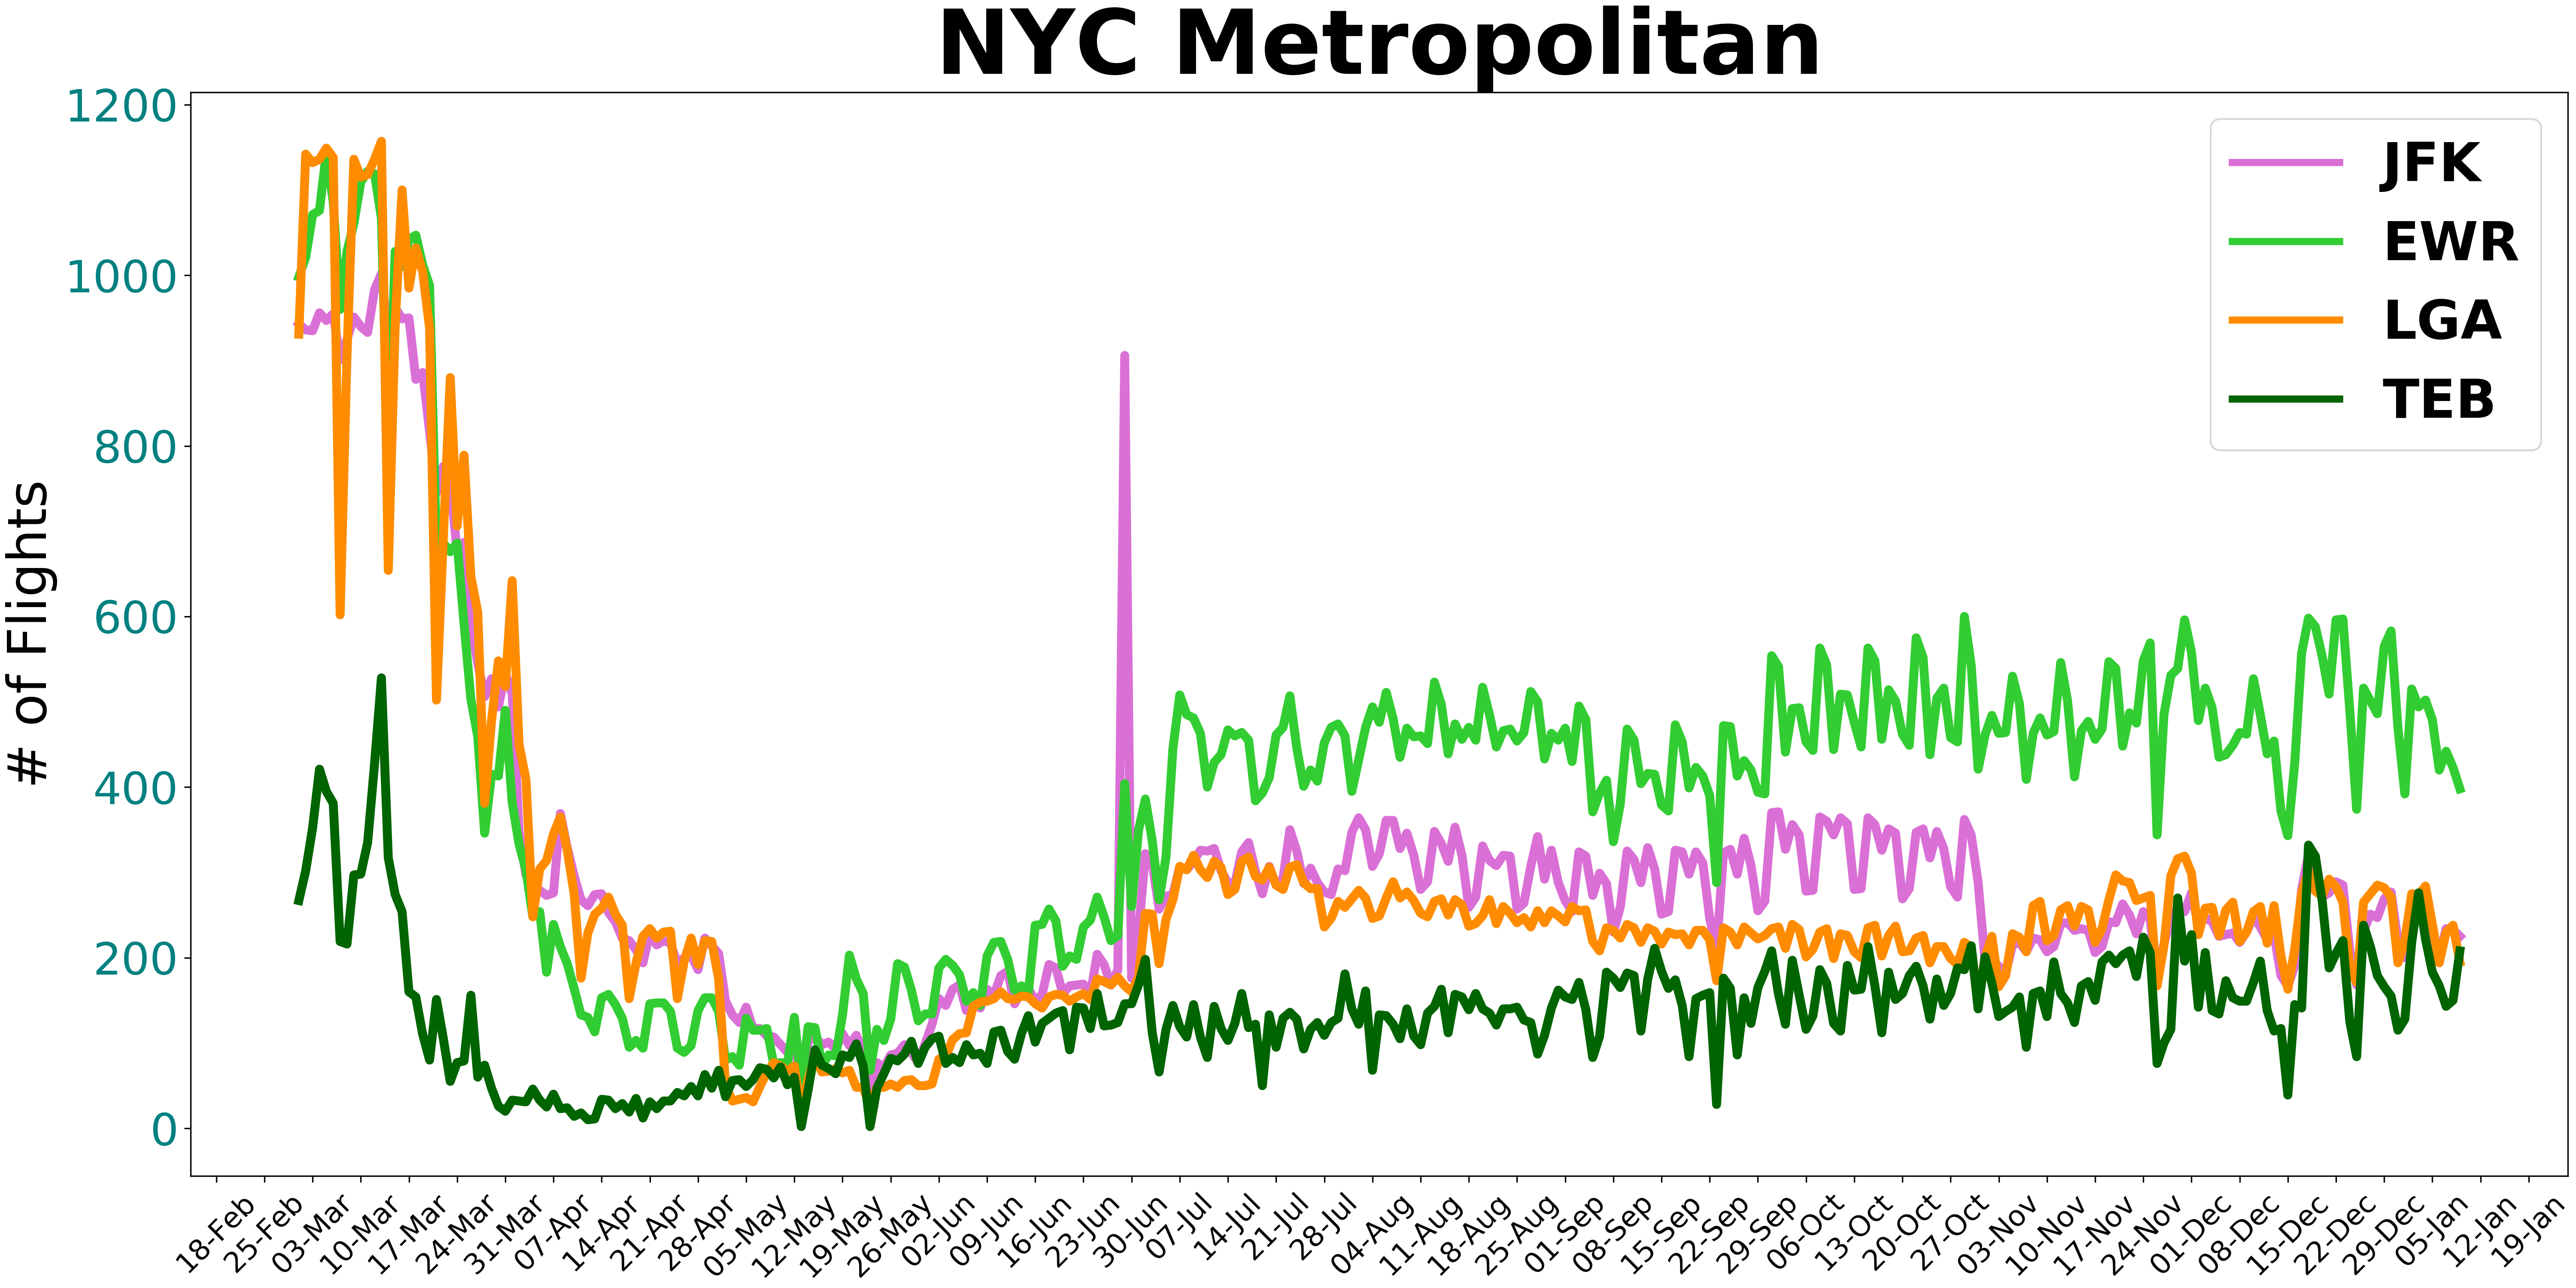 NYC Metropolitan
# of Flights
1200
1000
800
600
400
200
0
JFK
EWR
LGA
TEB
18-Feb
25-Feb
03-Mar
10-Mar
17-Mar
24-Mar
31-Mar
07-Apr
14-Apr
21-Apr
28-Apr
05-May
12-May
19-May
26-May
02-Jun
09-Jun
16-Jun
23-Jun
30-Jun
07-Jul
14-Jul
21-Jul
28-Jul
04-Aug
11-Aug
18-Aug
25-Aug
01-Sep
08-Sep
15-Sep
22-Sep
29-Oct
06-Oct
13-Oct
20-Oct
27-Oct
03-Nov
10-Nov
17-Nov
24-Nov
01-Dec
08-Dec
15-Dec
22-Dec
29-Dec
05-Jan
12-Jan
19-Jan